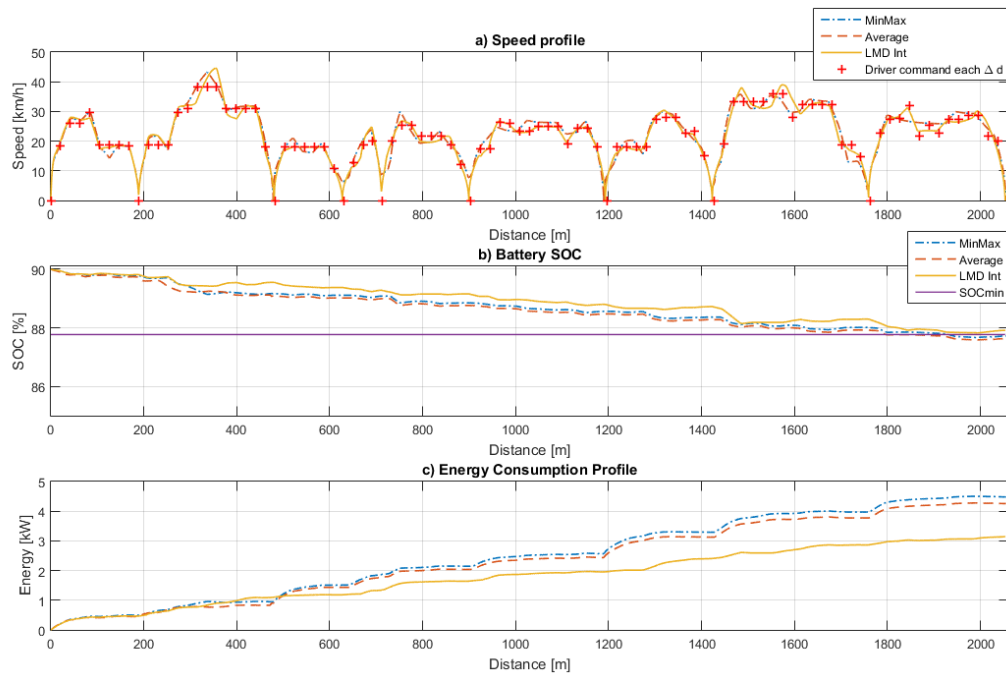 MinMax
Average
LMD Int
Driver command each Δ d
a) Speed profile
Speed [km/h]
50
40
30
20
10
0
0 200 400 600 800 1000 1200 1400 1600 1800 2000
Distance [m]
MinMax
Average
LMD Int
SOCmin
b) Battery SOC
SOC [%]
90
88
86
0 200 400 600 800 1000 1200 1400 1600 1800 2000
Distance [m]
c) Energy Consumption Profile
Energy [kW]
5
4
3
2
1
0
0 200 400 600 800 1000 1200 1400 1600 1800 2000
Distance [m]